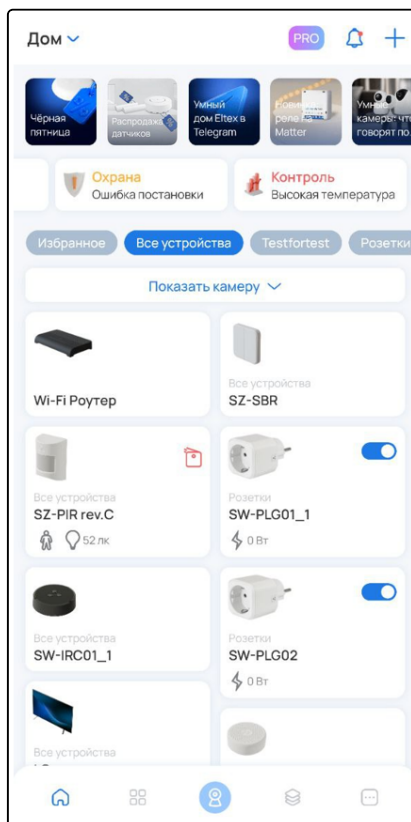 Дом
PRO
Чёрная
пятница
Распродажа
датчиков
Умный
дом Eltex в
Telegram
Новинка
реле
Matter
Умные
камеры: что
говорят по
Охрана
Ошибка постановки
Контроль
Высокая температура
Избранное
Все устройства
Testfortest
Розетки
Показать камеру
Wi-Fi Роутер
Все устройства
SZ-SBR
Все устройства
SZ-PIR rev.C
52 лк
Розетки
SW-PLG01_1
0 Вт
Все устройства
SW-IRC01_1
Розетки
SW-PLG02
0 Вт
Все устройства